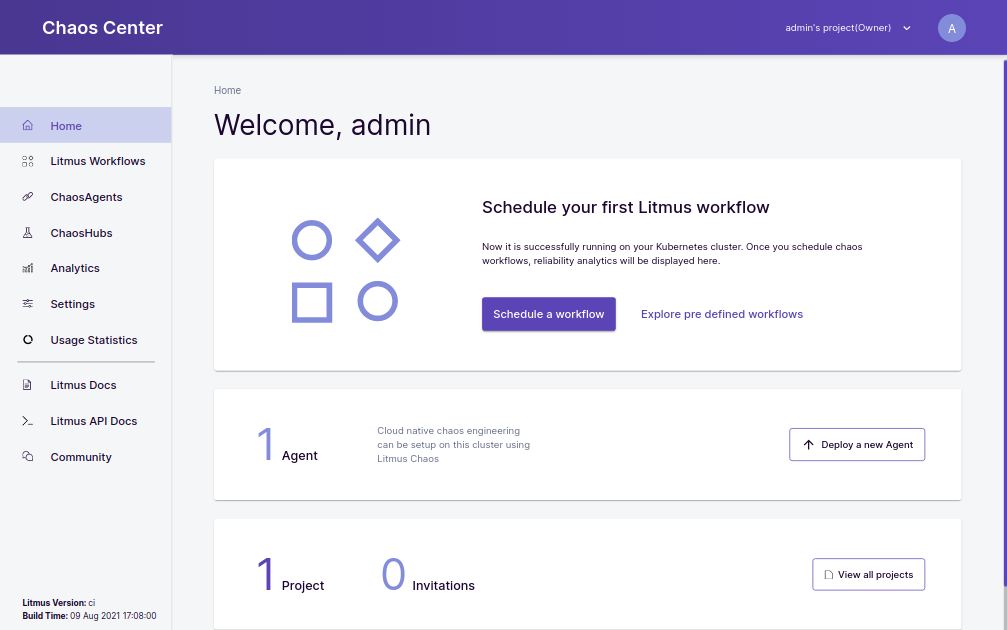 Chaos Center
admin's project(Owner)
A
Home
Litmus Workflows
ChaosAgents
ChaosHubs
Analytics
Settings
Usage Statistics
Litmus Docs
Litmus API Docs
Community
Litmus Version: ci
Build Time: 09 Aug 2021 17:08:00
Home
Welcome, admin
Schedule your first Litmus workflow
Now it is successfully running on your Kubernetes cluster. Once you schedule chaos
workflows, reliability analytics will be displayed here.
Schedule a workflow
Explore pre defined workflows
1 Agent
Cloud native chaos engineering
can be setup on this cluster using
Litmus Chaos
Deploy a new Agent
1 Project
0 Invitations
View all projects